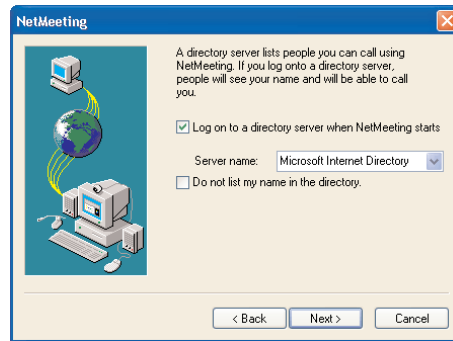 NetMeeting
A directory server lists people you can call using
NetMeeting. If you log onto a directory server,
people will see your name and will be able to call
you.
Log on to a directory server when NetMeeting starts
Server name: Microsoft Internet Directory
Do not list my name in the directory.
< Back Next > Cancel